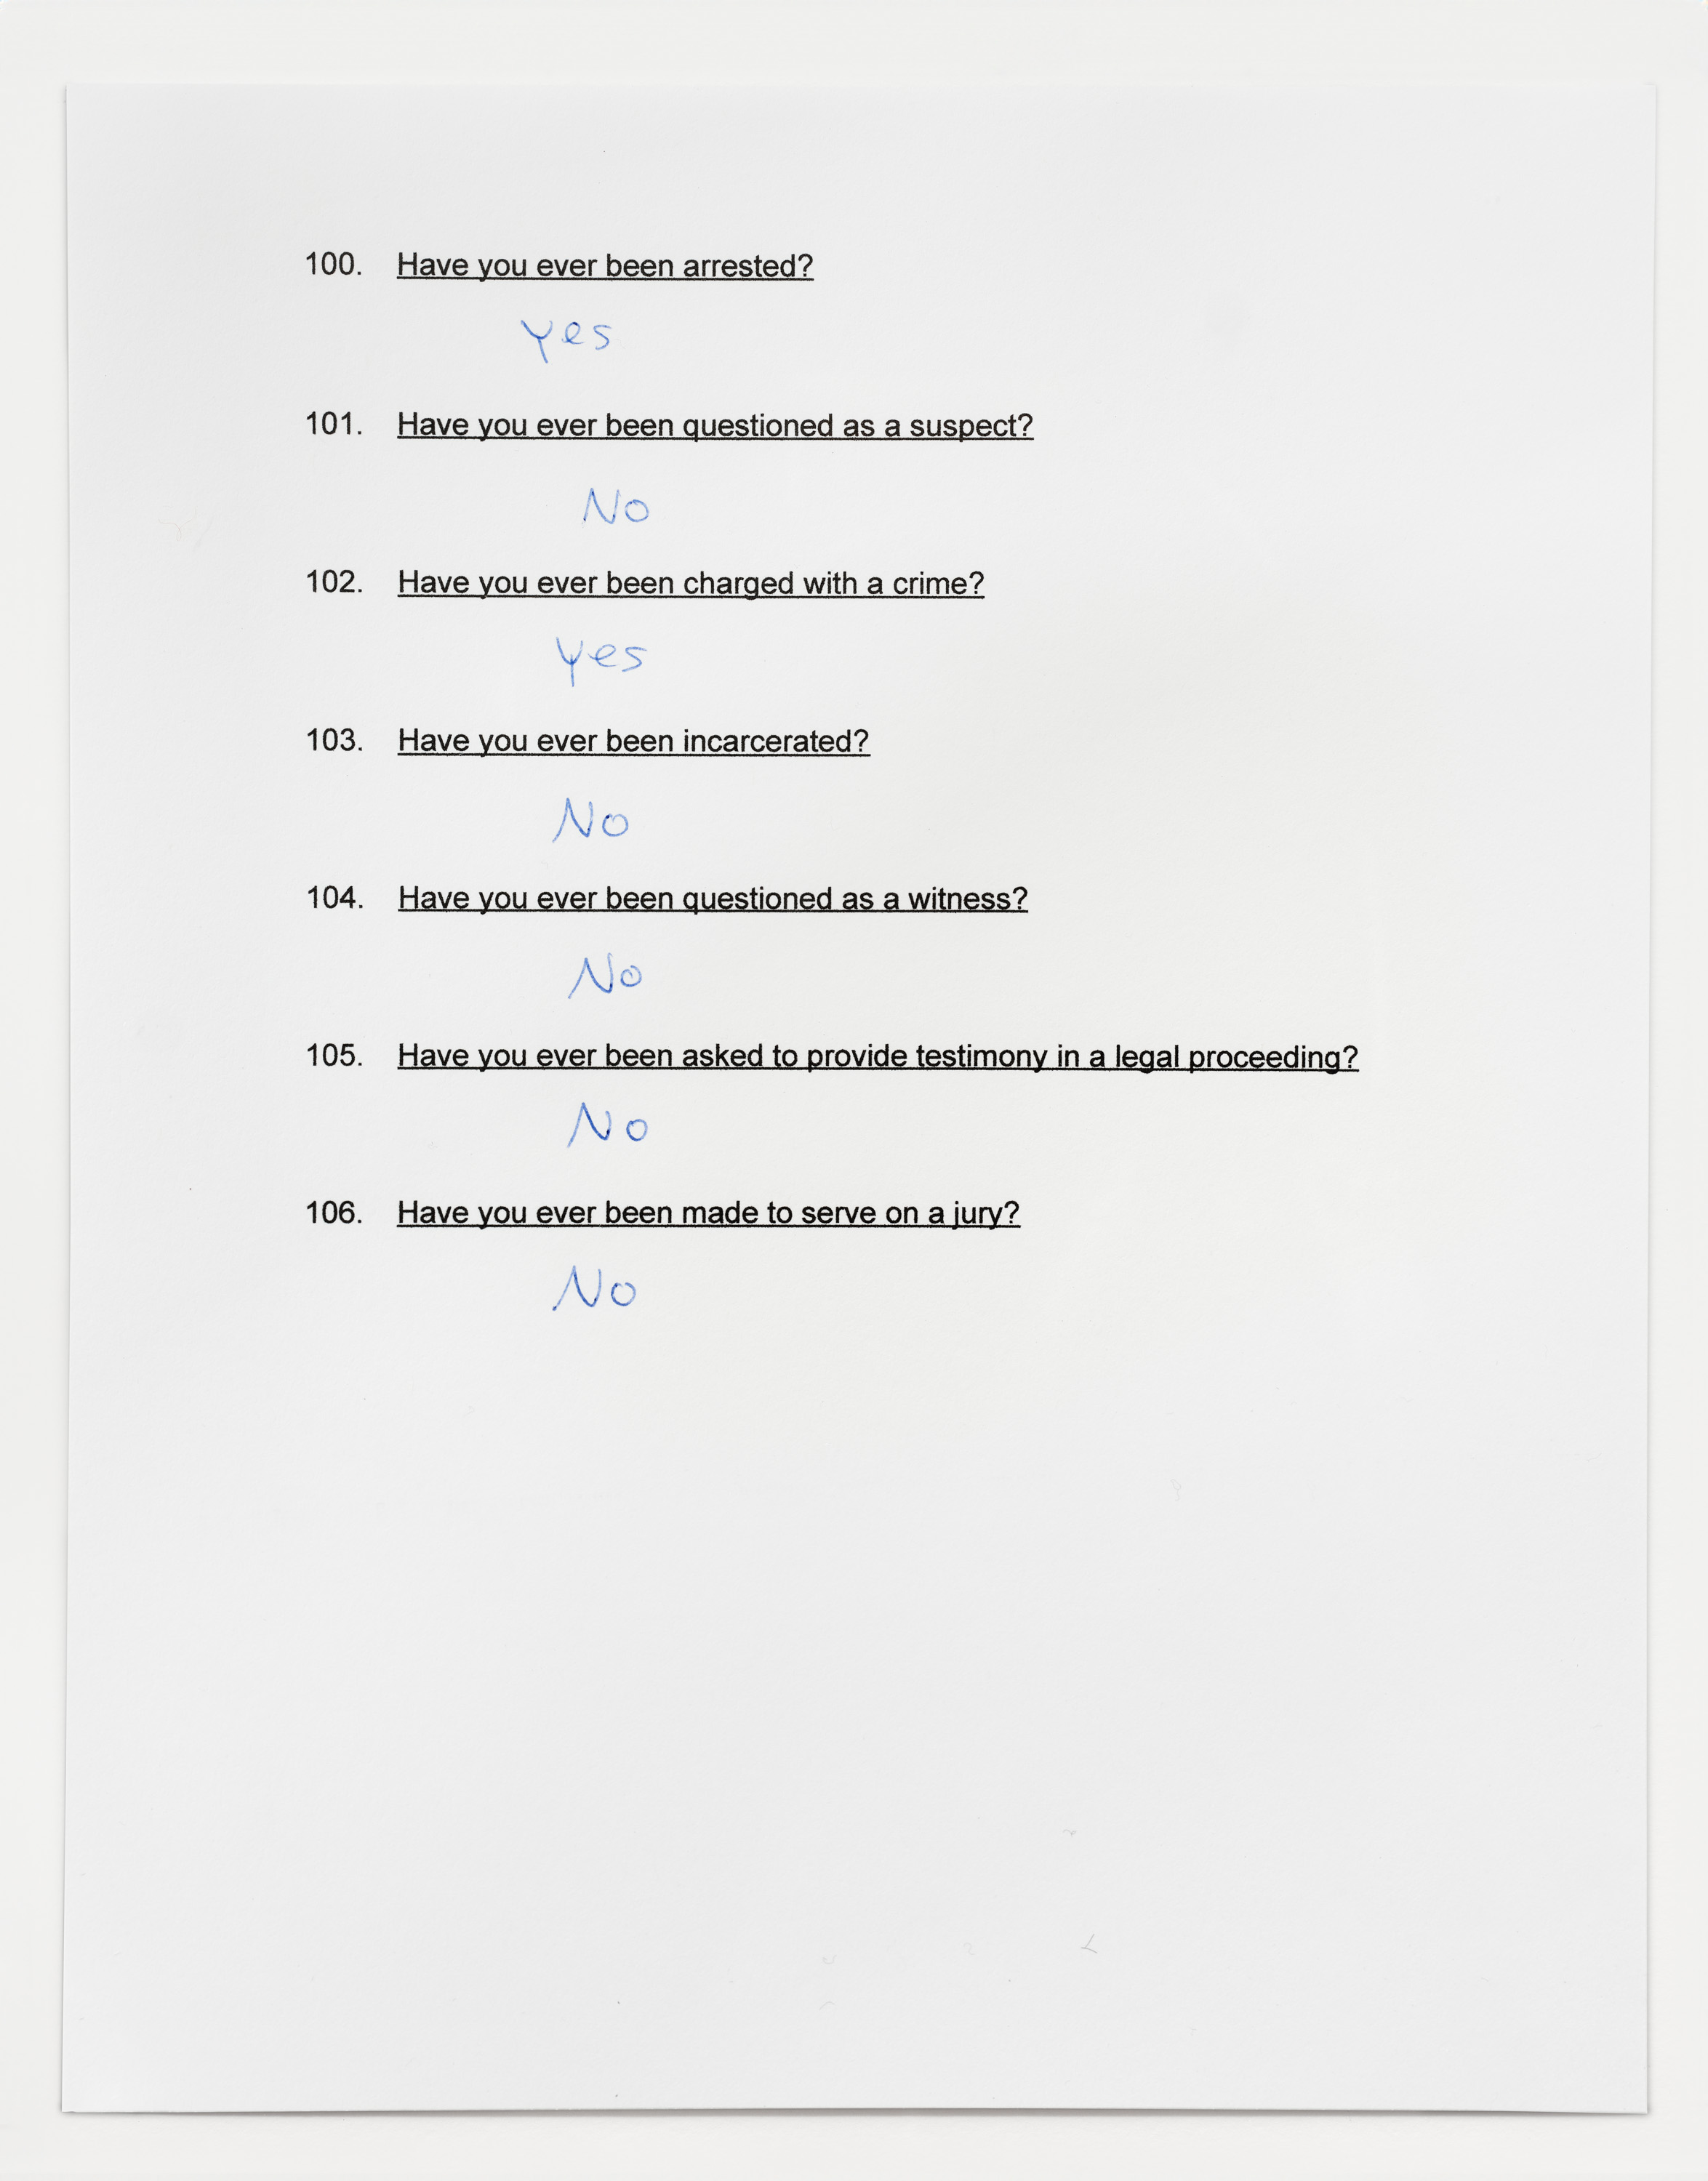 100. Have you ever been arrested?
Yes
101. Have you ever been questioned as a suspect?
No
102. Have you ever been charged with a crime?
Yes
103. Have you ever been incarcerated?
No
104. Have you ever been questioned as a witness?
No
105. Have you ever been asked to provide testimony in a legal proceeding?
No
106. Have you ever been made to serve on a jury?
No